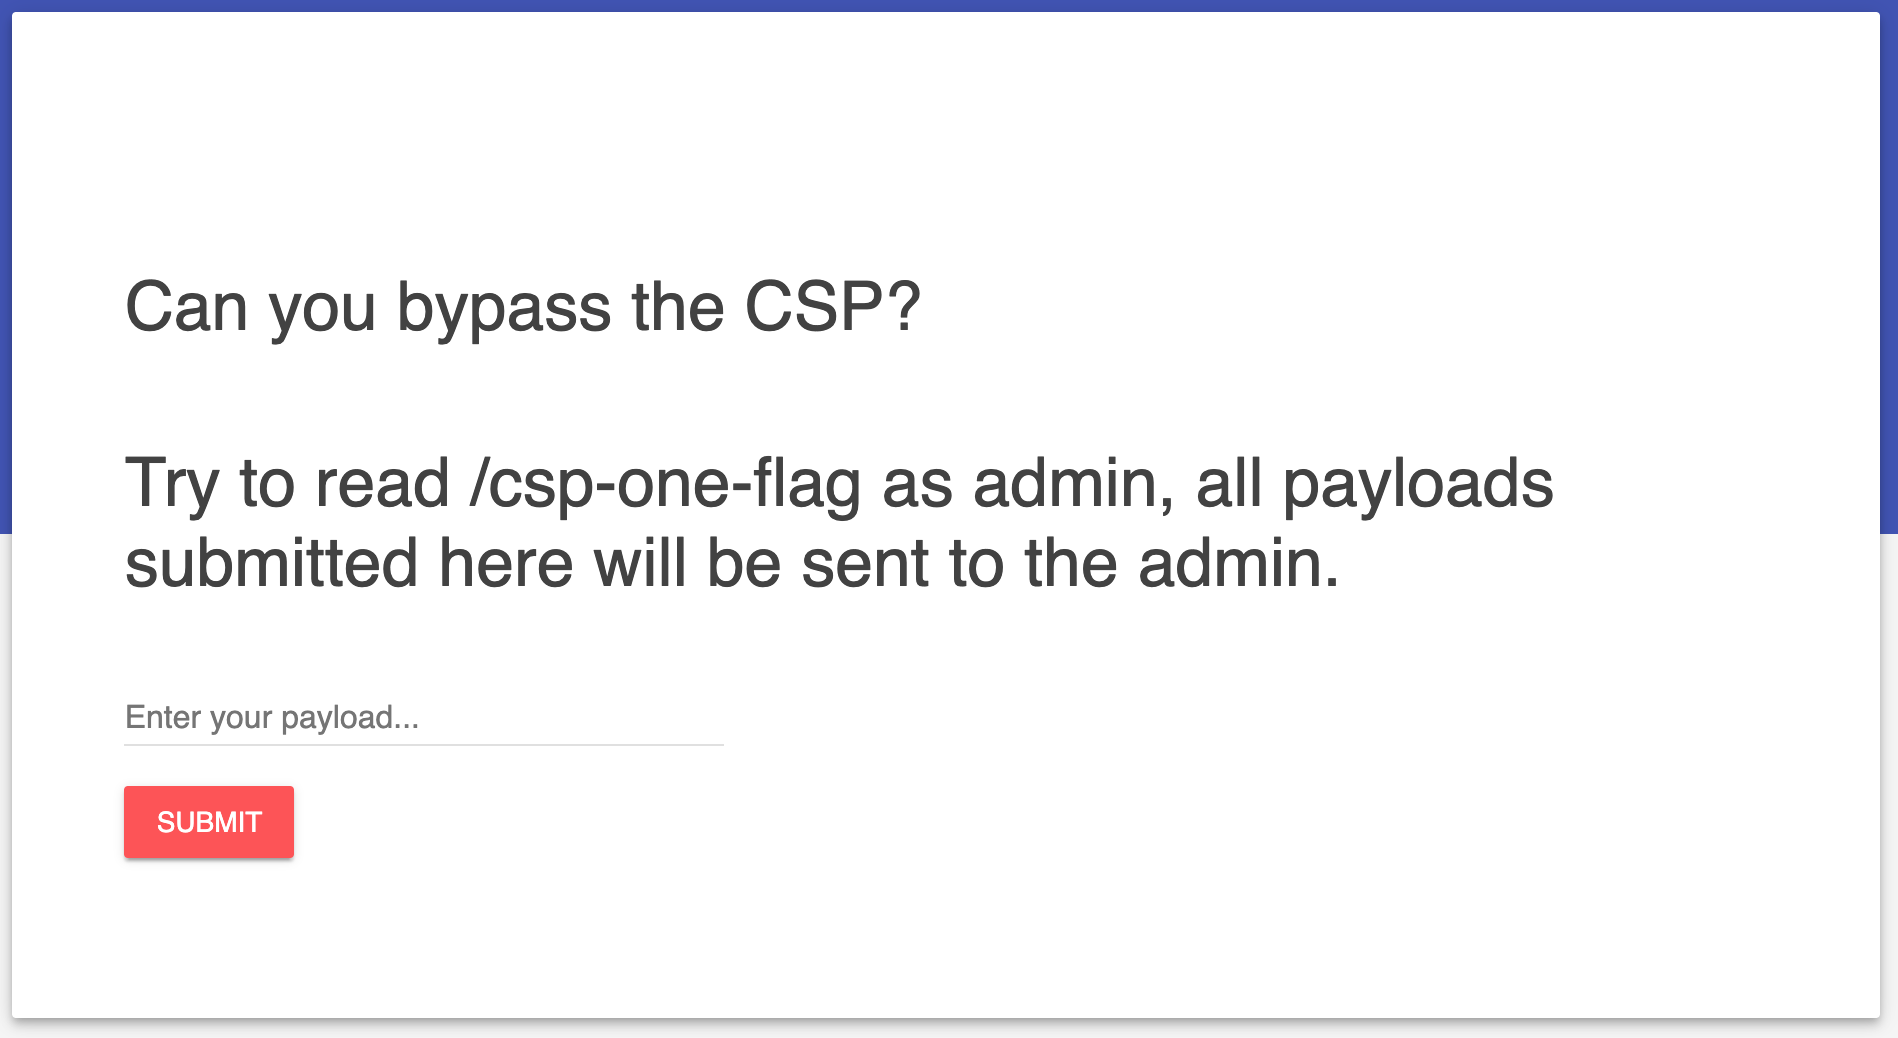 Can you bypass the CSP?
Try to read /csp-one-flag as admin, all payloads
submitted here will be sent to the admin.
Enter your payload...
SUBMIT